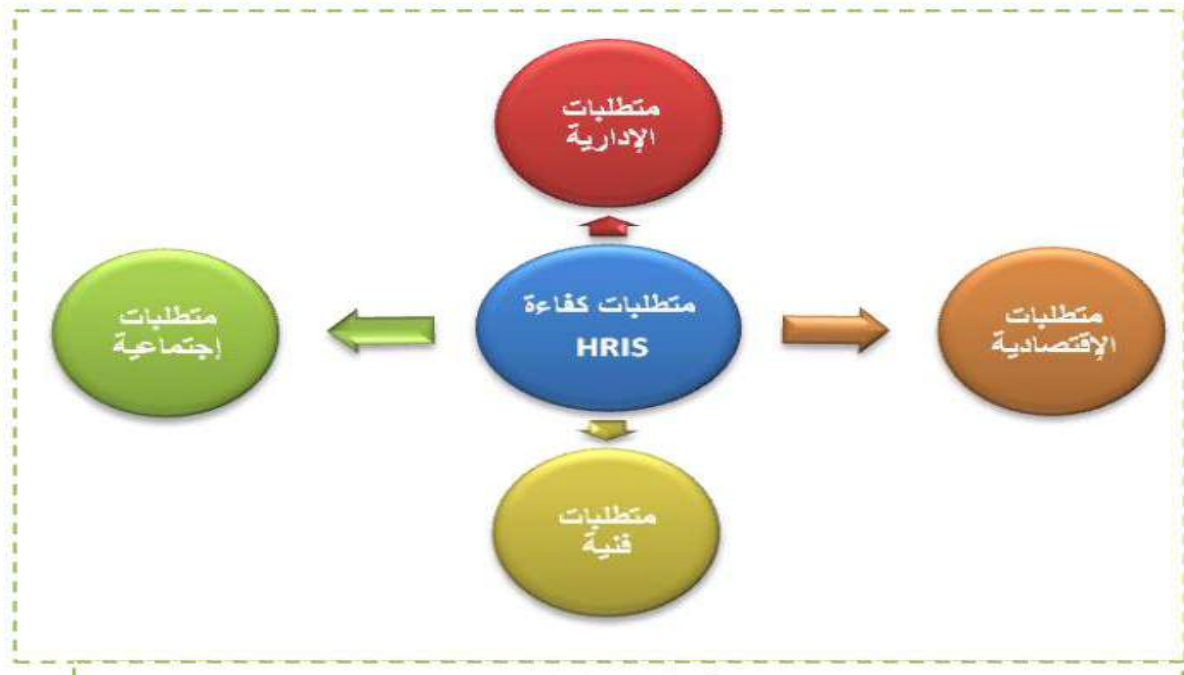 متطلبات
الإدارية
متطلبات كفاءة
HRIS
متطلبات
الإقتصادية
متطلبات
إجتماعية
متطلبات
فنية